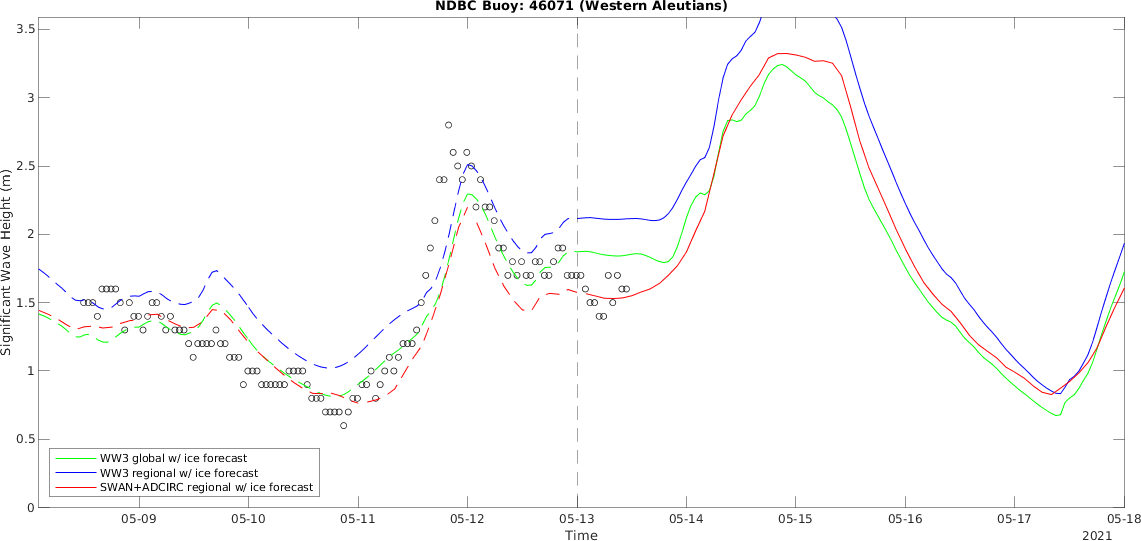 NDBC Buoy: 46071 (Western Aleutians)
Significant Wave Height (m)
3.5
3
2.5
2
1.5
1
0.5
0
WW3 global w/ ice forecast
WW3 regional w/ ice forecast
SWAN+ADCIRC regional w/ ice forecast
05-09 05-10 05-11 05-12 05-13 05-14 05-15 05-16 05-17 05-18
Time
2021